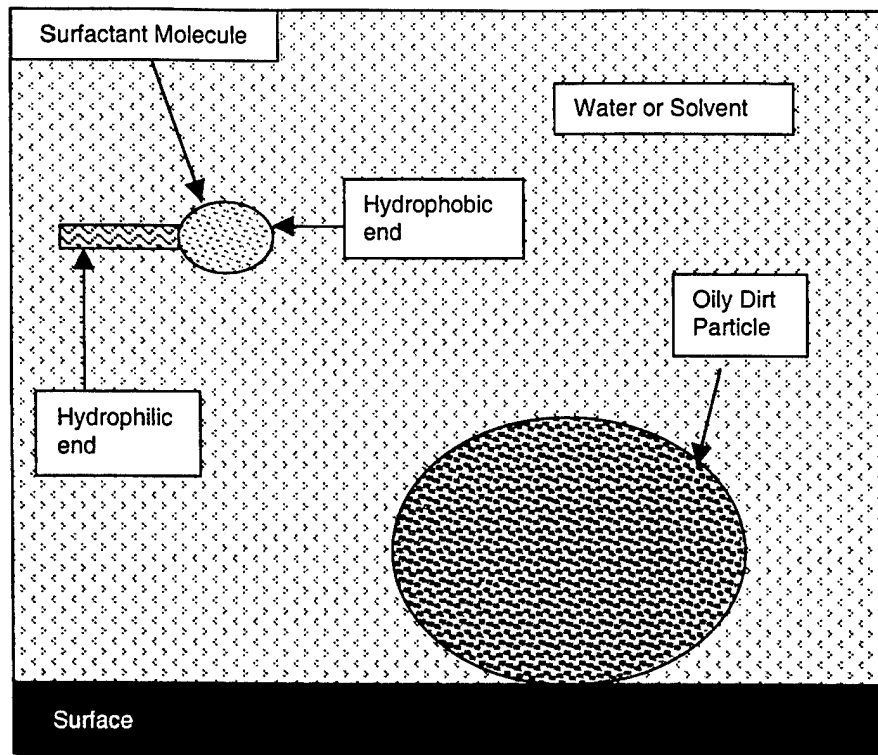 Surfactant Molecule
Water or Solvent
Hydrophobic
end
Oily Dirt
Particle
Hydrophilic
end
Surface